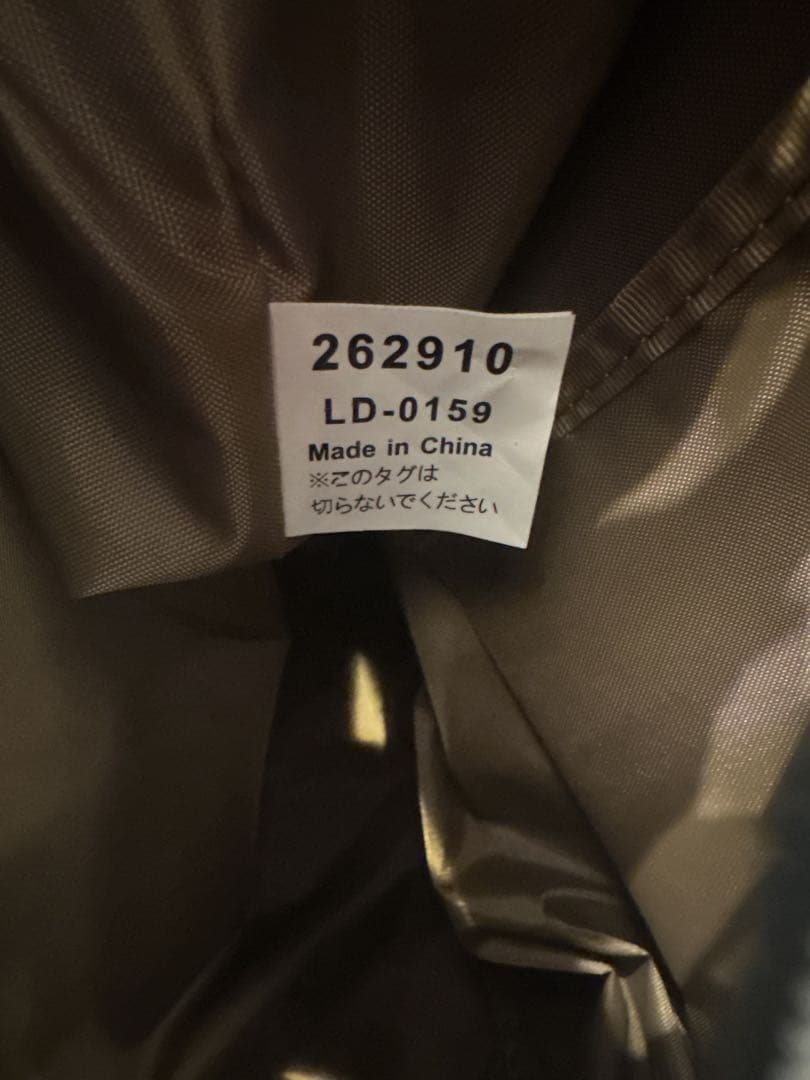 262910
LD-0159
Made in China
※このタグは
切らないでください